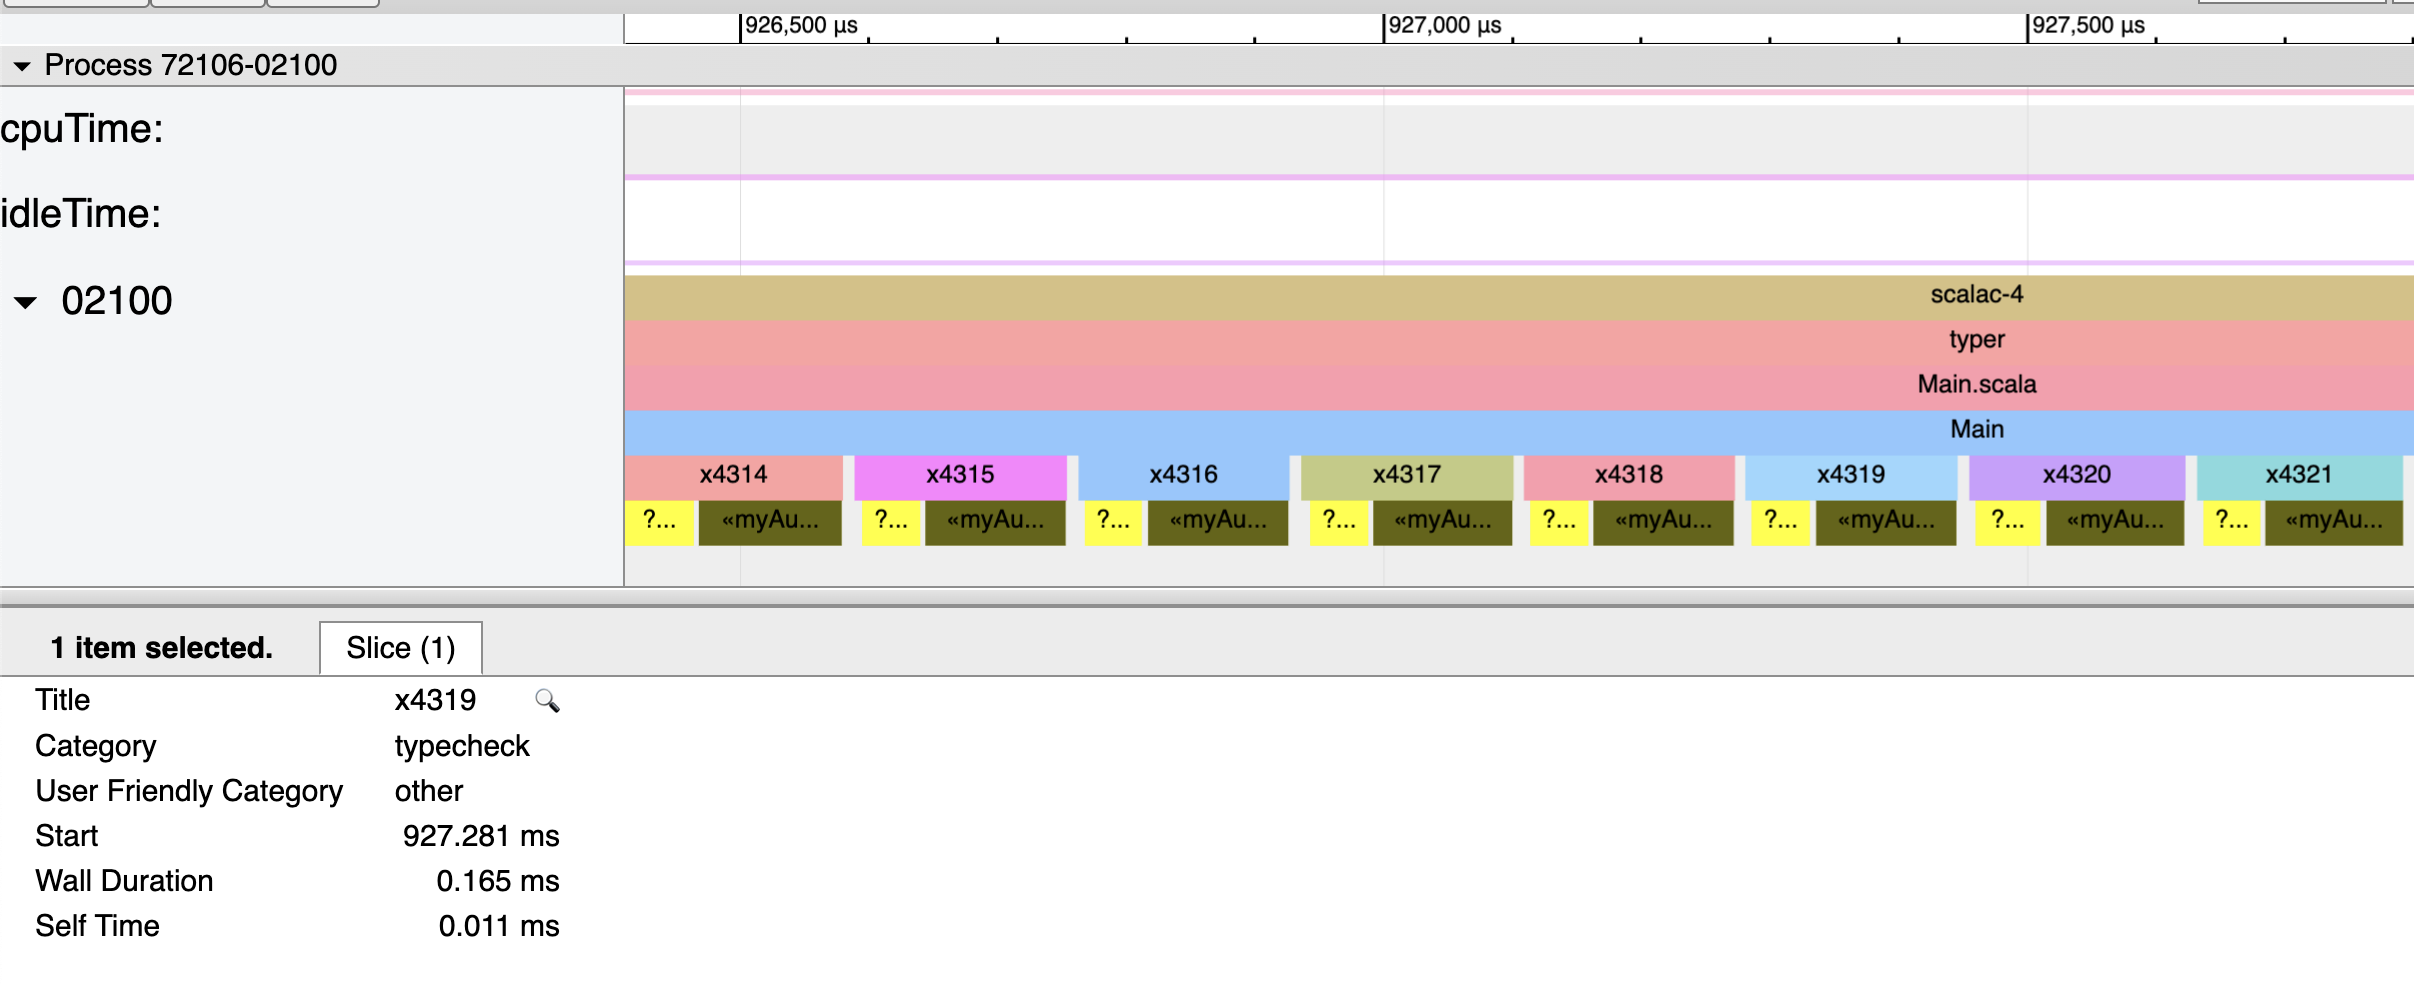 926,500 µs 927,000 µs 927,500 µs
Process 72106-02100
cpuTime:
idleTime:
02100
scalac-4
typer
Main.scala
Main
x4314 x4315 x4316 x4317 x4318 x4319 x4320 x4321
?... «myAu... ?... «myAu... ?... «myAu... ?... «myAu... ?... «myAu... ?... «myAu... ?... «myAu... ?... «myAu...
1 item selected. Slice (1)
Title x4319
Category typecheck
User Friendly Category other
Start 927.281 ms
Wall Duration 0.165 ms
Self Time 0.011 ms